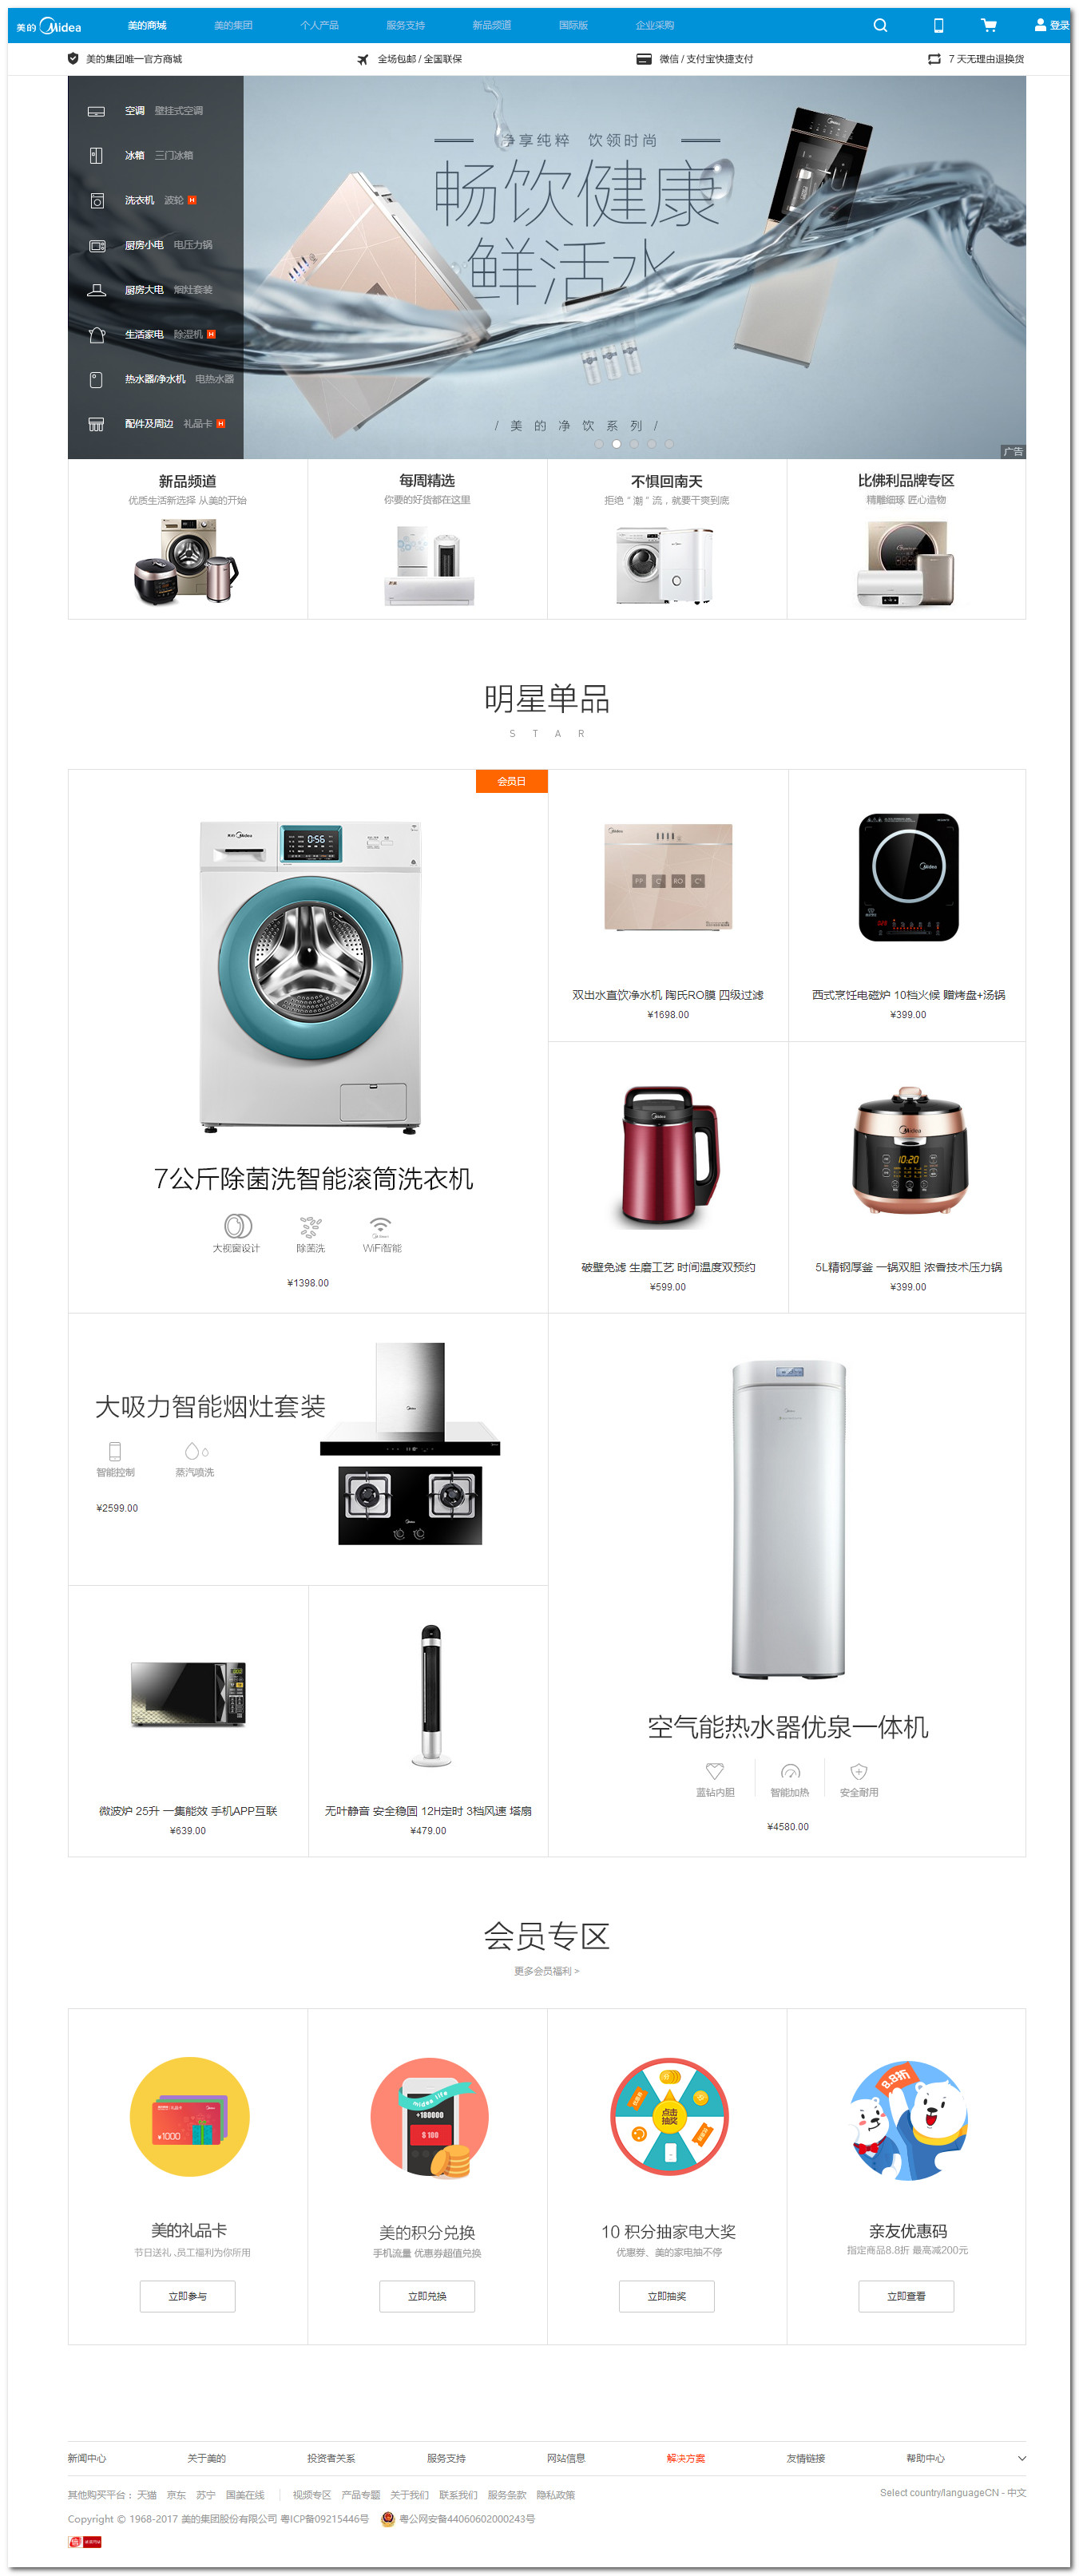 美的 Midea 美的商城 美的集团 个人产品 服务支持 新品频道 国际版 企业采购 登录
美的集团唯一官方商城 全场包邮 / 全国联保 微信 / 支付宝快捷支付 7 天无理由退换货
空调 壁挂式空调
冰箱 三门冰箱
洗衣机 波轮 H
厨房小电 电压力锅
厨房大电 烟灶套装
生活家电 除湿机 H
热水器/净水机 电热水器
配件及周边 礼品卡 H
净享纯粹 饮领时尚
畅饮健康
鲜活水
/ 美的净饮系列 /
广告
新品频道 每周精选 不惧回南天 比佛利品牌专区
优质生活新选择 从美的开始 你要的好货都在这里 拒绝“潮”流，就要干爽到底 精雕细琢 匠心造物
明星单品
STAR
会员日
美的 Midea
0:56
7公斤除菌洗智能滚筒洗衣机
大视窗设计 除菌洗 WiFi智能
¥1398.00
Midea
PP C RO C
双出水直饮净水机 陶氏RO膜 四级过滤
¥1698.00
Midea
西式烹饪电磁炉 10档火候 赠烤盘+汤锅
¥399.00
Midea
破壁免滤 生磨工艺 时间温度双预约
¥599.00
Midea
10:20
5L精钢厚釜 一锅双胆 浓香技术压力锅
¥399.00
大吸力智能烟灶套装
智能控制 蒸汽喷洗
¥2599.00
微波炉 25升 一集能效 手机APP互联
¥639.00
无叶静音 安全稳固 12H定时 3档风速 塔扇
¥479.00
空气能热水器优泉一体机
蓝钻内胆 智能加热 安全耐用
¥4580.00
会员专区
更多会员福利 >
¥1000
midea life
+100000
$ 100
点击
抽奖
8.8折
美的礼品卡 美的积分兑换 10 积分抽家电大奖 亲友优惠码
节日送礼 ,员工福利为你所用 手机流量 优惠券超值兑换 优惠券、美的家电抽不停 指定商品8.8折 最高减200元
立即参与 立即兑换 立即抽奖 立即查看
新闻中心 关于美的 投资者关系 服务支持 网站信息 解决方案 友情链接 帮助中心
其他购买平台： 天猫 京东 苏宁 国美在线 视频专区 产品专题 关于我们 联系我们 服务条款 隐私政策 Select country/languageCN - 中文
Copyright © 1968-2017 美的集团股份有限公司 粤ICP备09215446号 粤公网安备44060602000243号